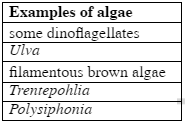 Examples of algae
some dinoflagellates
Ulva
filamentous brown algae
Trentepohlia
Polysiphonia